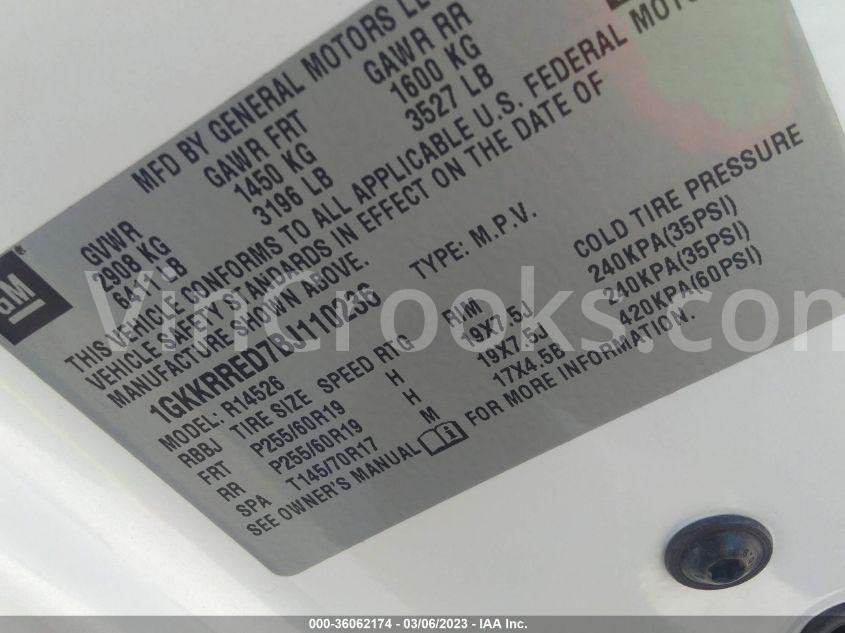 MFD BY GENERAL MOTORS
GVWR GAWR FRT GAWR RR
2908 KG 1450 KG 1600 KG
6411 LB 3196 LB 3527 LB
THIS VEHICLE CONFORMS TO ALL APPLICABLE U.S. FEDERAL MOTOR
VEHICLE SAFETY STANDARDS IN EFFECT ON THE DATE OF
MANUFACTURE SHOWN ABOVE.
1GKKRRED7BJ110236 TYPE: M.P.V.
MODEL: R14526
RBBJ TIRE SIZE SPEED RTG RIM COLD TIRE PRESSURE
FRT P255/60R19 H 19X7.5J 240KPA(35PSI)
RR P255/60R19 H 19X7.5J 240KPA(35PSI)
SPA T145/70R17 M 17X4.5B 420KPA(60PSI)
SEE OWNER'S MANUAL FOR MORE INFORMATION.
GM
VinCrooks.com
000-36062174 - 03/06/2023 - IAA Inc.